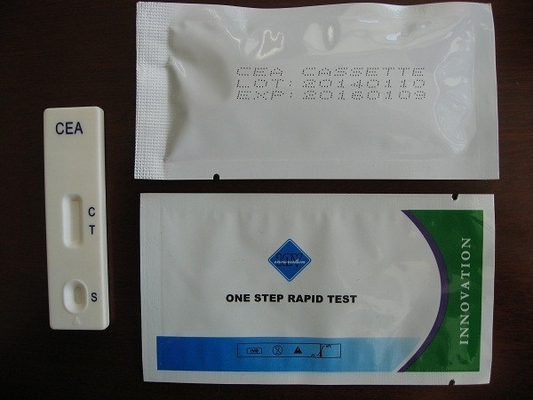 CEA CASSETTE
LOT: 20140110
EXP: 20160109
CEA
C
T
S
ONE STEP RAPID TEST
INNOVATION